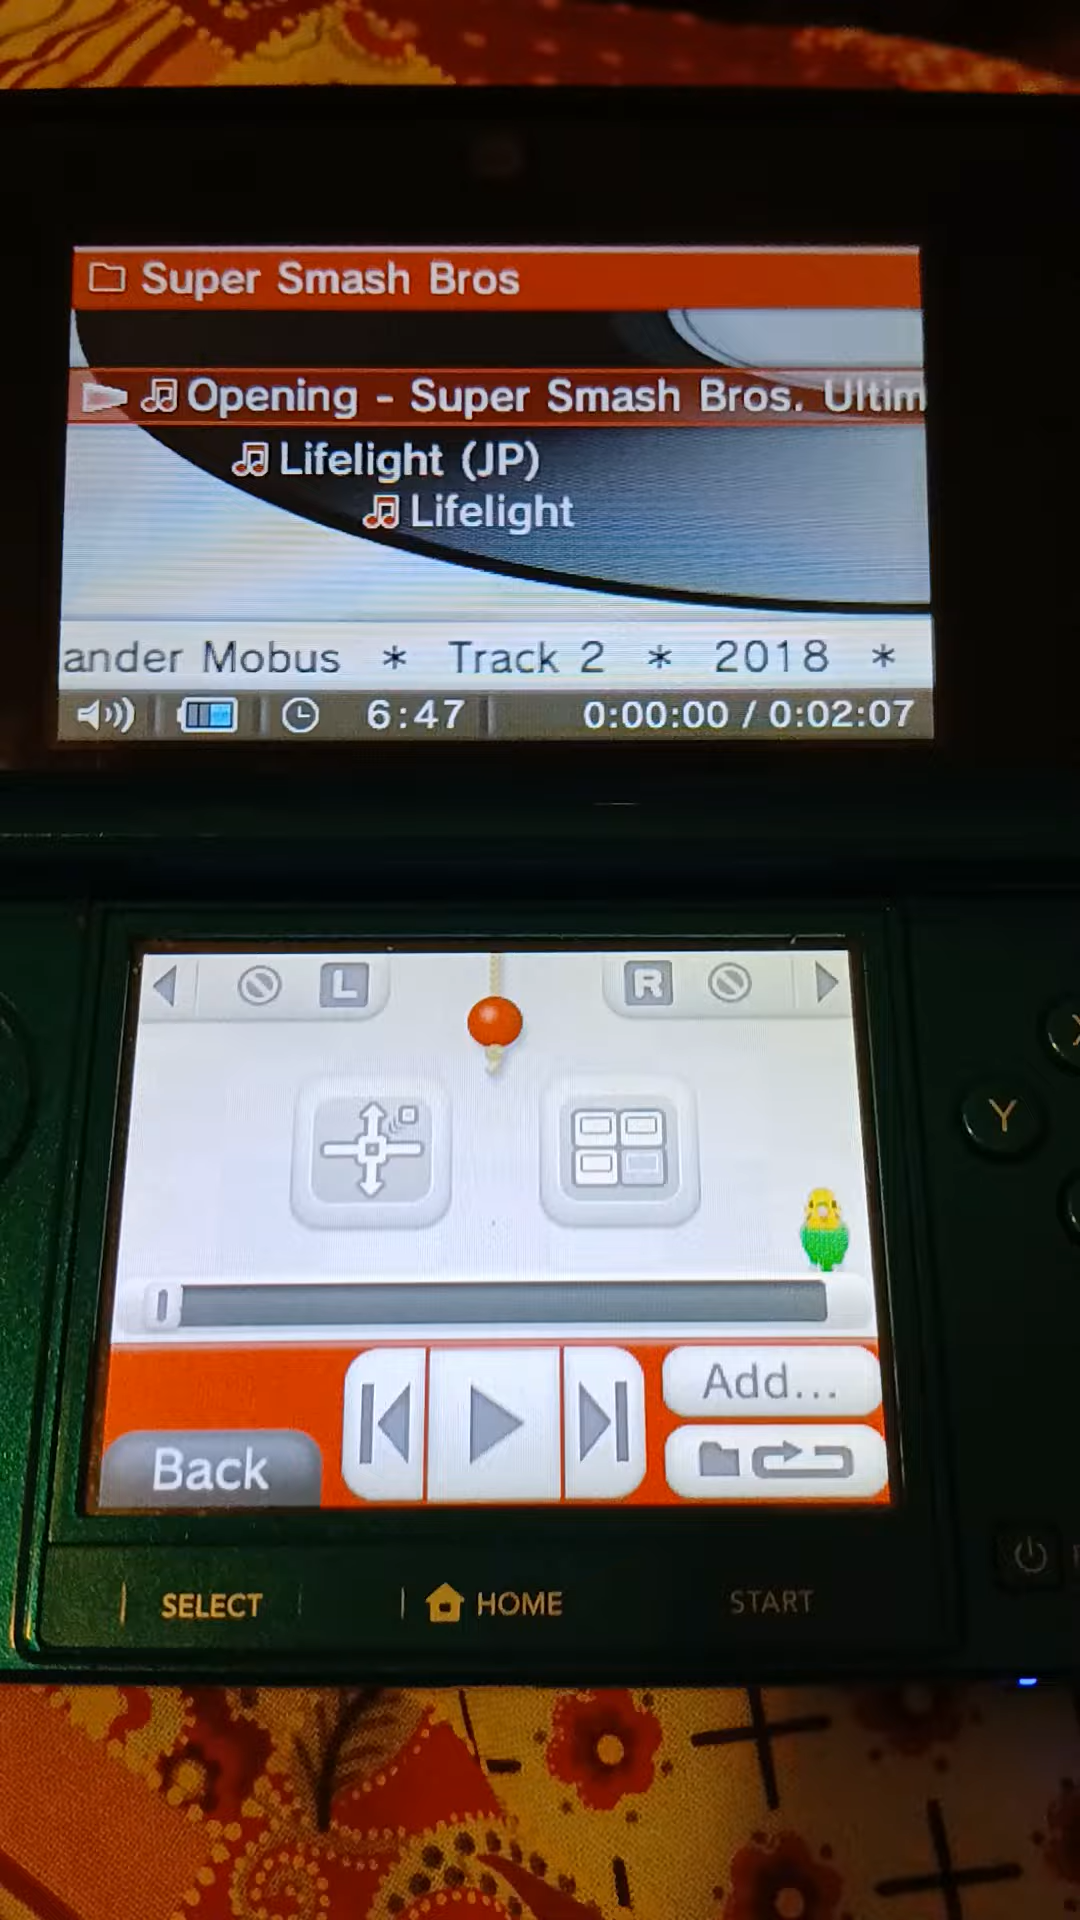 Super Smash Bros
Opening - Super Smash Bros. Ultim
Lifelight (JP)
Lifelight
ander Mobus * Track 2 * 2018 *
6:47 0:00:00 / 0:02:07
L R
Y
Add...
Back
SELECT HOME START